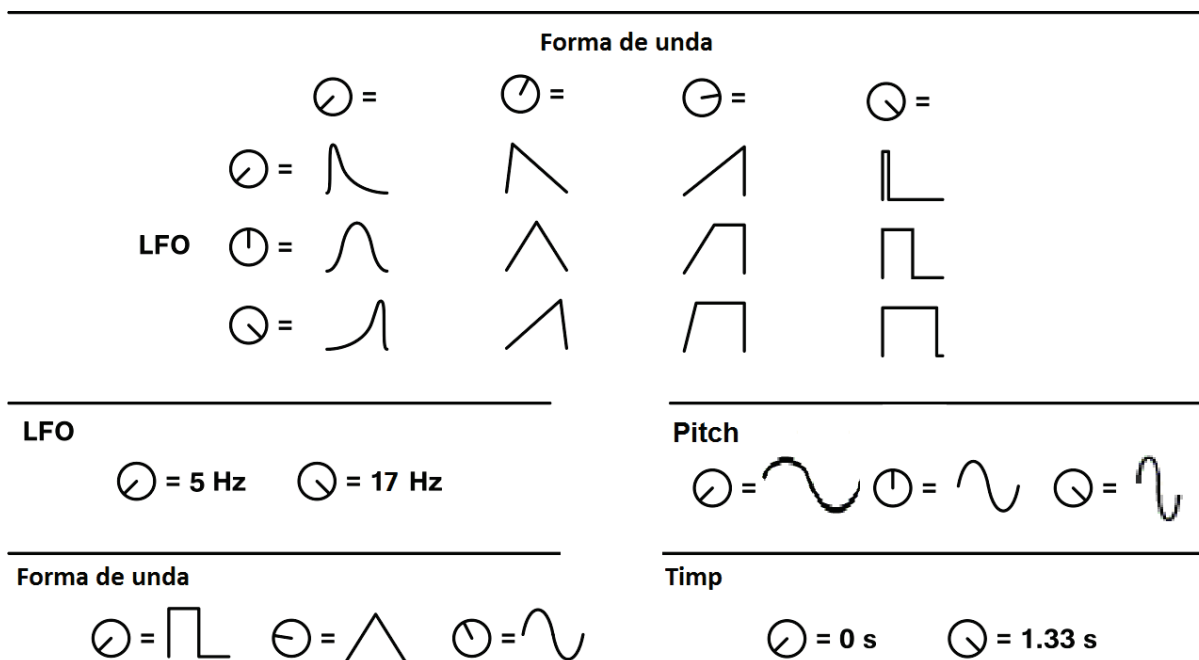 Forma de unda
= = = =
=
LFO =
=
LFO
= 5 Hz = 17 Hz
Pitch
= = =
Forma de unda
= = =
Timp
= 0 s = 1.33 s